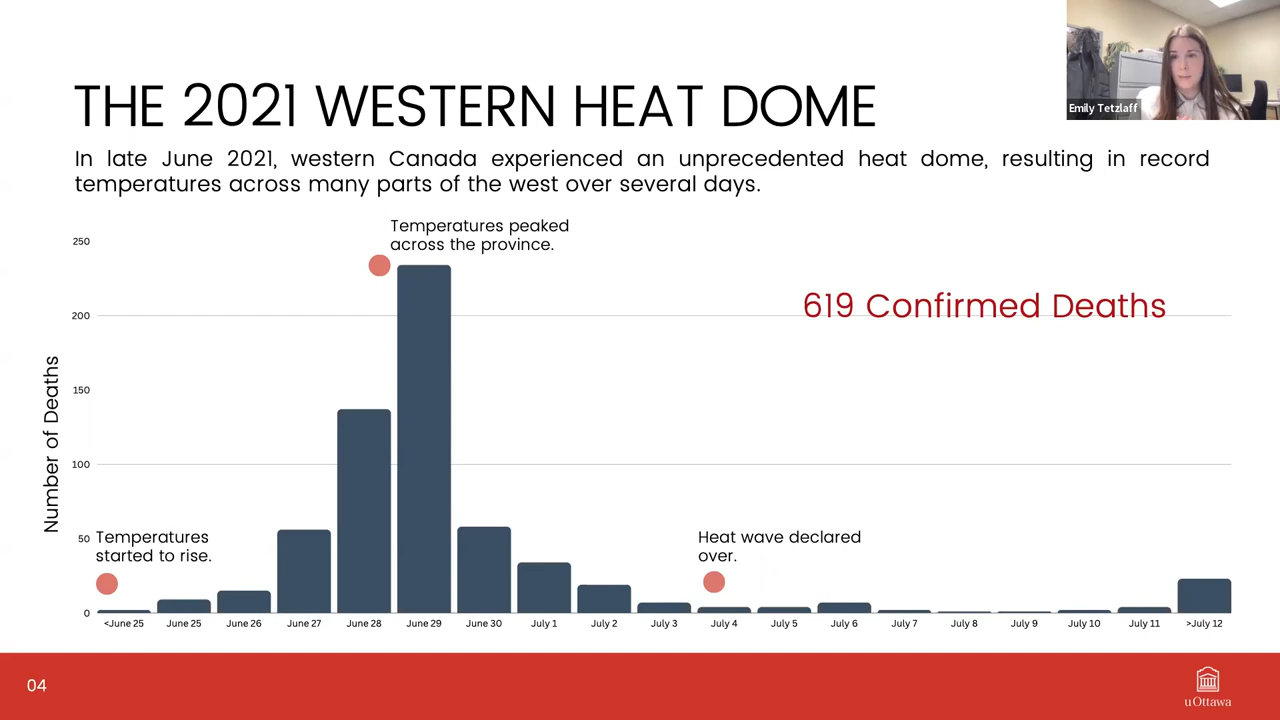 Emily Tetzlaff
THE 2021 WESTERN HEAT DOME
In late June 2021, western Canada experienced an unprecedented heat dome, resulting in record
temperatures across many parts of the west over several days.
Temperatures peaked
across the province.
619 Confirmed Deaths
Number of Deaths
250
200
150
100
50
0
Temperatures
started to rise.
Heat wave declared
over.
<June 25 June 25 June 26 June 27 June 28 June 29 June 30 July 1 July 2 July 3 July 4 July 5 July 6 July 7 July 8 July 9 July 10 July 11 >July 12
04
uOttawa